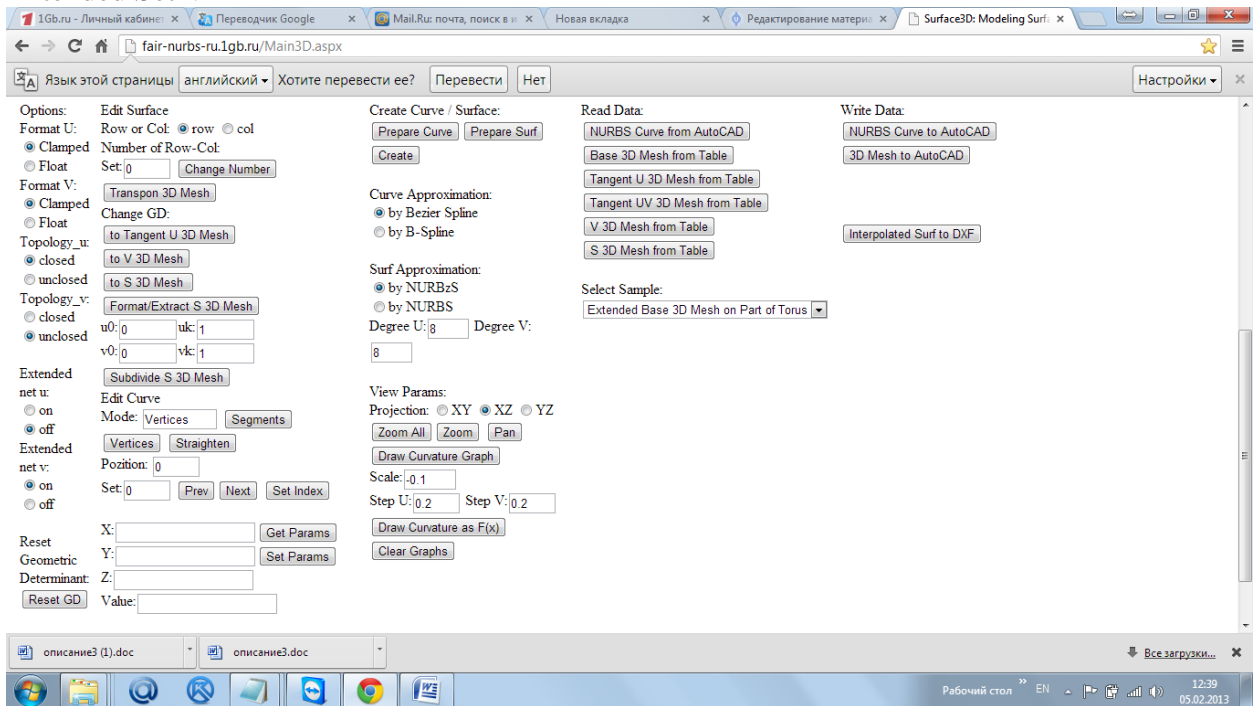 1Gb.ru - Личный кабинет
Переводчик Google
Mail.Ru: почта, поиск в и
Новая вкладка
Редактирование материа
Surface3D: Modeling Surfa
fair-nurbs-ru.1gb.ru/Main3D.aspx
Язык этой страницы английский Хотите перевести ее? Перевести Нет Настройки
Options:
Format U:
Clamped
Float
Format V:
Clamped
Float
Topology_u:
closed
unclosed
Topology_v:
closed
unclosed
Extended
net u:
on
off
Extended
net v:
on
off
Reset
Geometric
Determinant:
Reset GD
Edit Surface
Row or Col: row col
Number of Row-Col:
Set: 0 Change Number
Transpon 3D Mesh
Change GD:
to Tangent U 3D Mesh
to V 3D Mesh
to S 3D Mesh
Format/Extract S 3D Mesh
u0: 0 uk: 1
v0: 0 vk: 1
Subdivide S 3D Mesh
Edit Curve
Mode: Vertices Segments
Vertices Straighten
Pozition: 0
Set: 0 Prev Next Set Index
X: Get Params
Y: Set Params
Z:
Value:
Create Curve / Surface:
Prepare Curve Prepare Surf
Create
Curve Approximation:
by Bezier Spline
by B-Spline
Surf Approximation:
by NURBzS
by NURBS
Degree U: 8 Degree V:
8
View Params:
Projection: XY XZ YZ
Zoom All Zoom Pan
Draw Curvature Graph
Scale: -0.1
Step U: 0.2 Step V: 0.2
Draw Curvature as F(x)
Clear Graphs
Read Data:
NURBS Curve from AutoCAD
Base 3D Mesh from Table
Tangent U 3D Mesh from Table
Tangent UV 3D Mesh from Table
V 3D Mesh from Table
S 3D Mesh from Table
Select Sample:
Extended Base 3D Mesh on Part of Torus
Write Data:
NURBS Curve to AutoCAD
3D Mesh to AutoCAD
Interpolated Surf to DXF
описание3 (1).doc
описание3.doc
Все загрузки...
Рабочий стол EN 12:39
05.02.2013